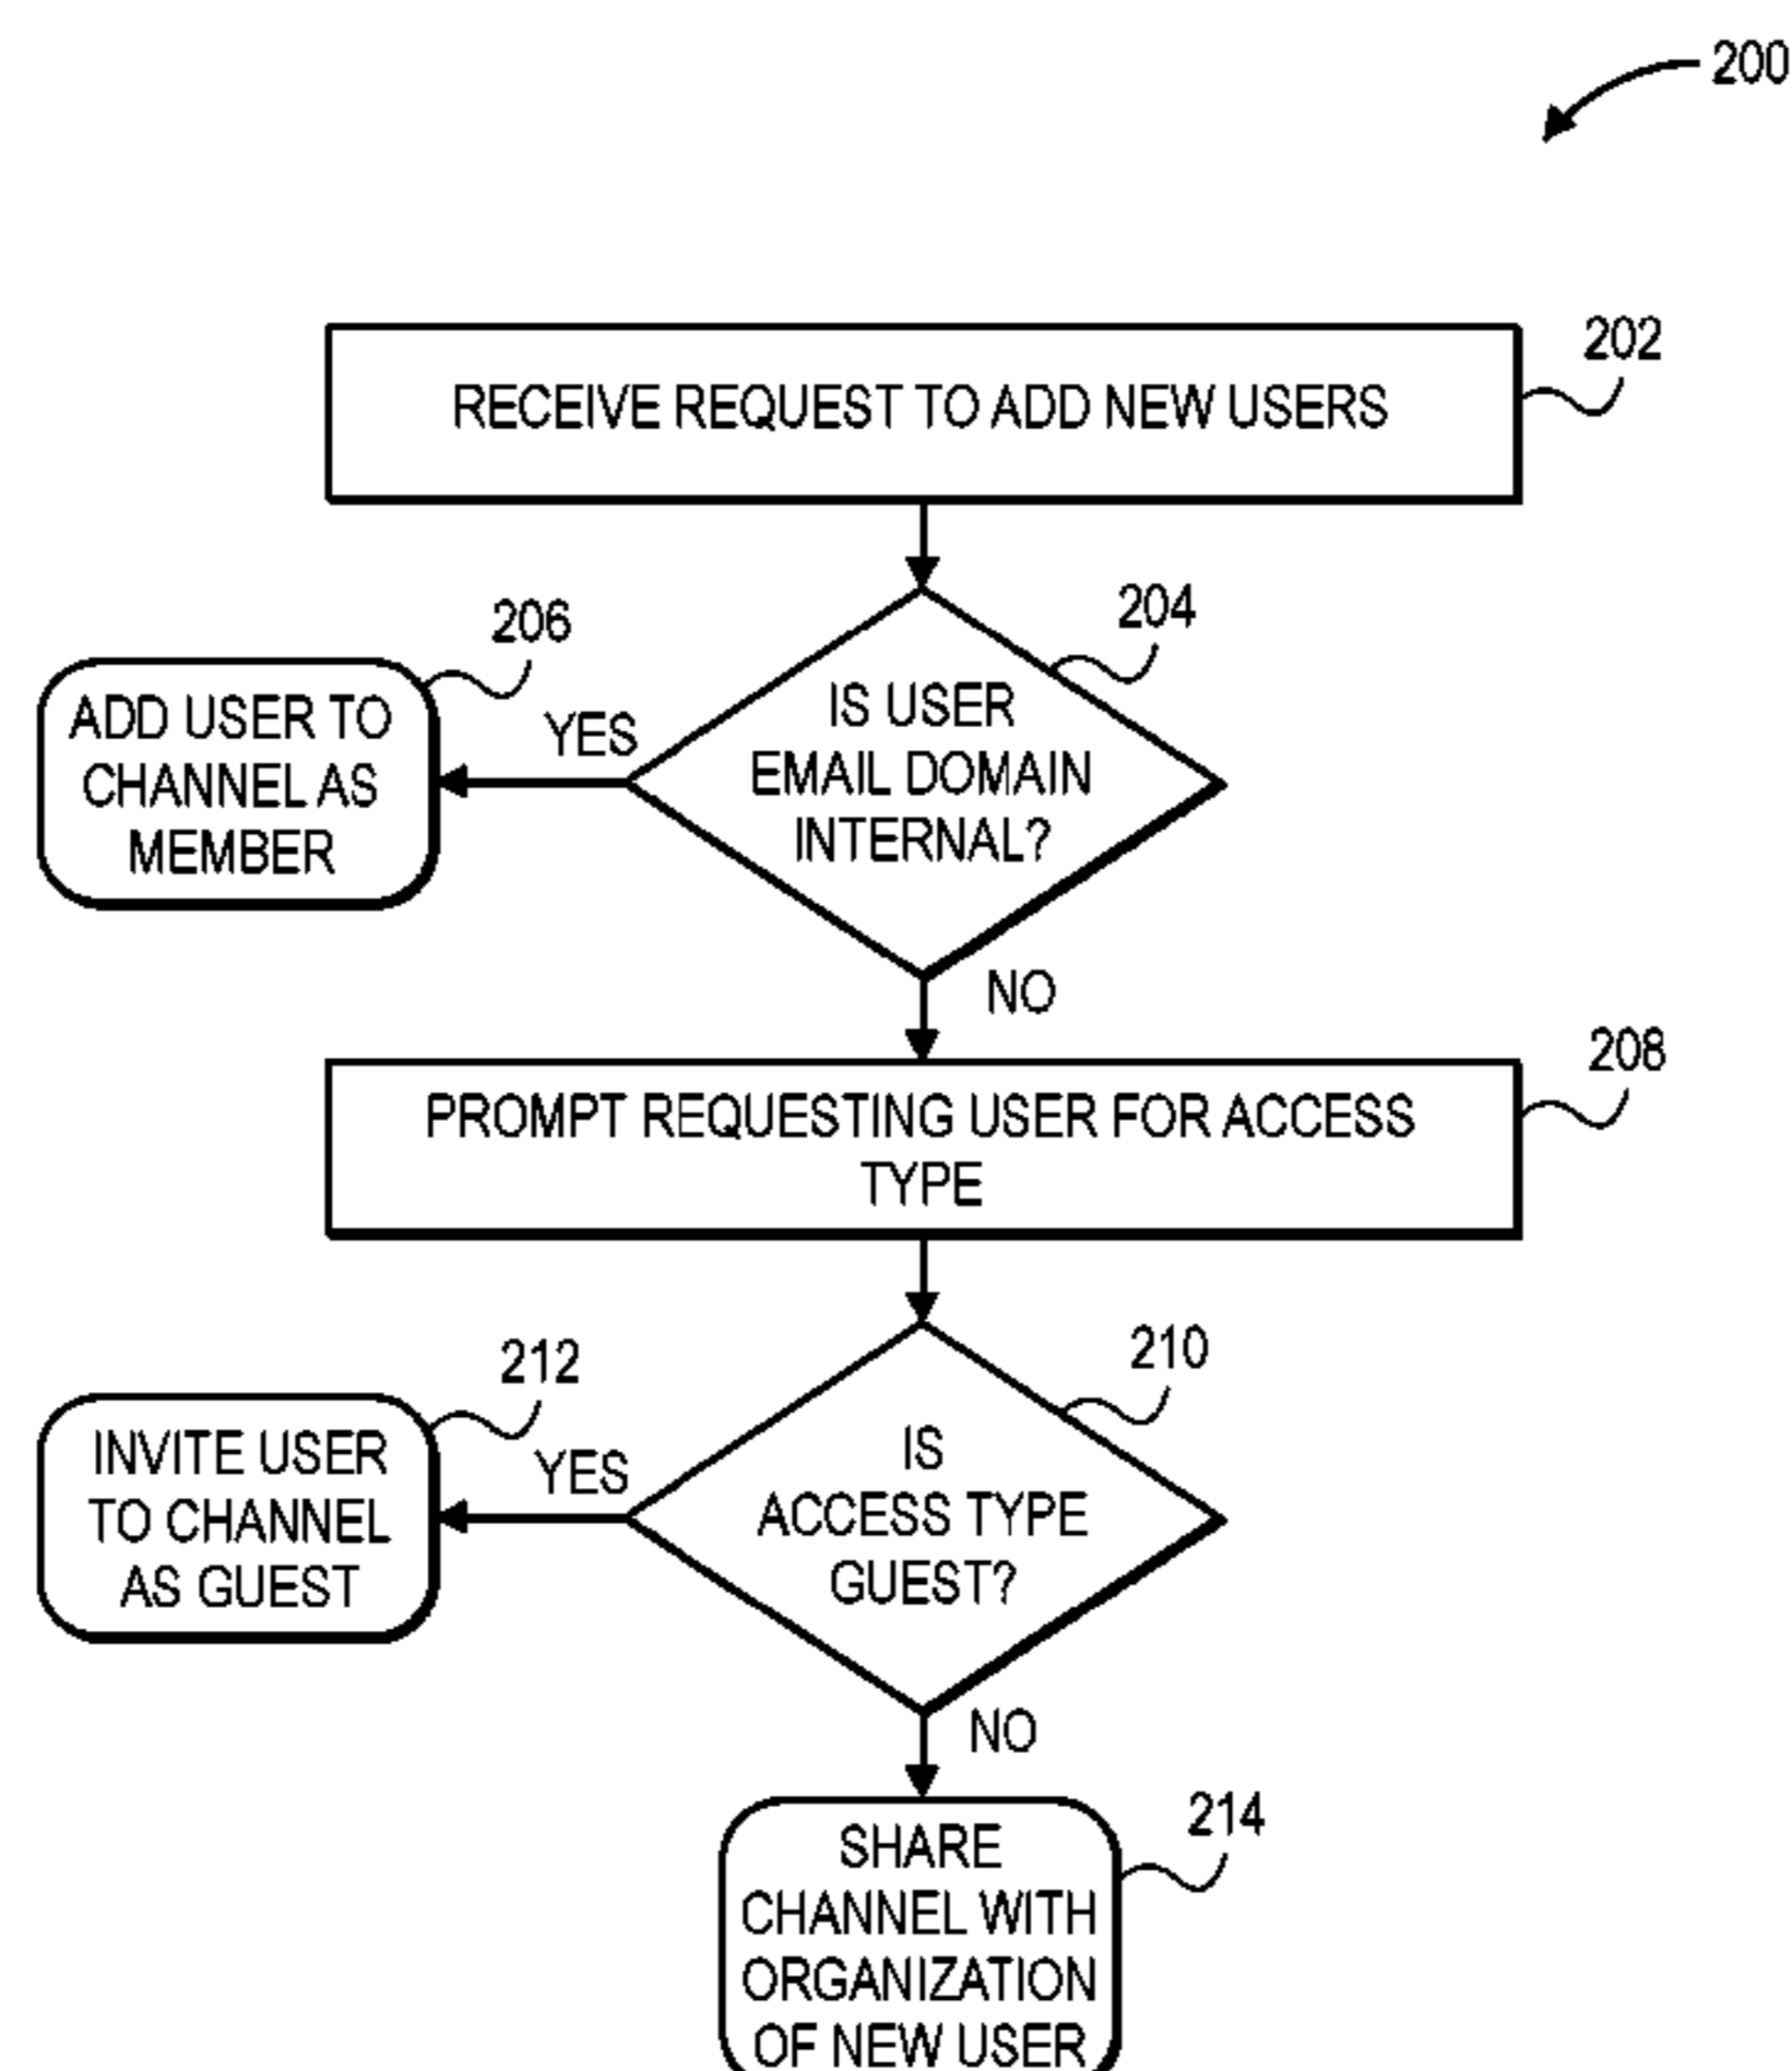 200
202
RECEIVE REQUEST TO ADD NEW USERS
204
206
IS USER
EMAIL DOMAIN
INTERNAL?
YES
ADD USER TO
CHANNEL AS
MEMBER
NO
208
PROMPT REQUESTING USER FOR ACCESS
TYPE
210
212
IS
ACCESS TYPE
GUEST?
YES
INVITE USER
TO CHANNEL
AS GUEST
NO
214
SHARE
CHANNEL WITH
ORGANIZATION
OF NEW USER